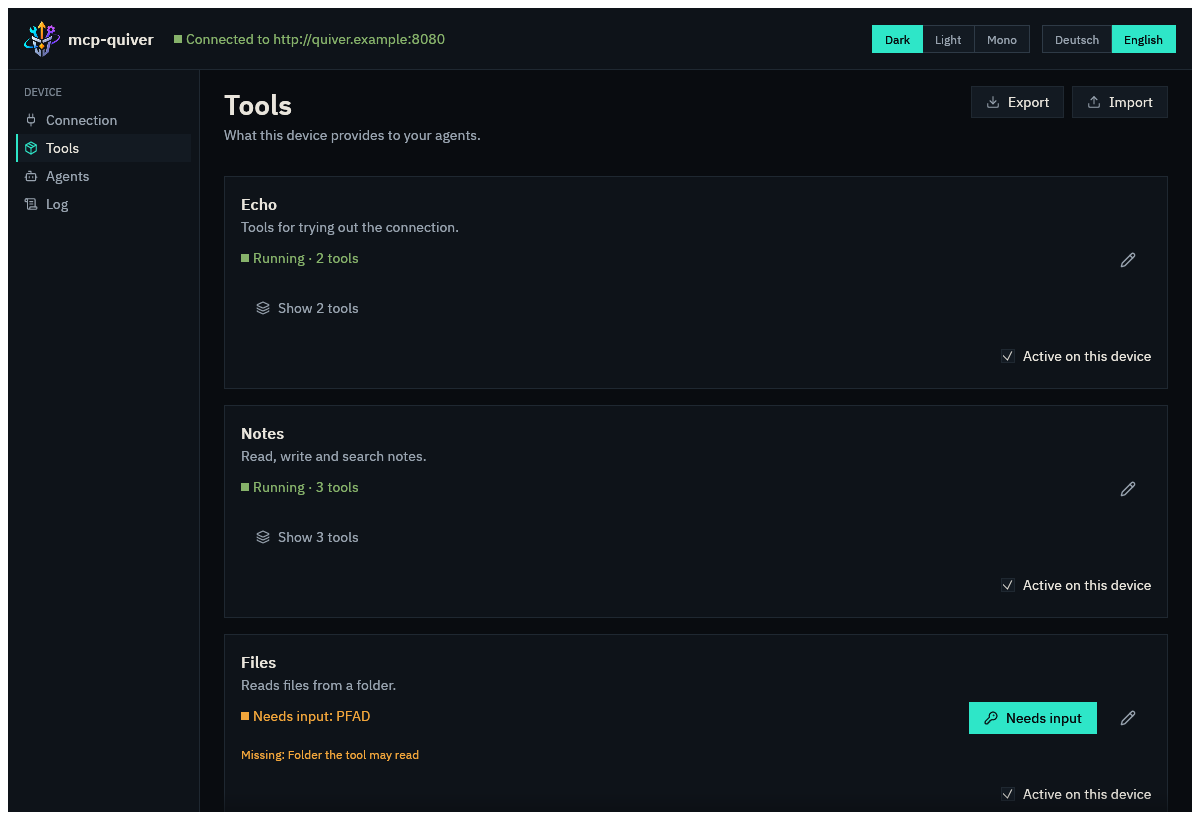 mcp-quiver
Connected to http://quiver.example:8080
Dark
Light
Mono
Deutsch
English
DEVICE
Connection
Tools
Agents
Log
Tools
What this device provides to your agents.
Export
Import
Echo
Tools for trying out the connection.
Running · 2 tools
Show 2 tools
Active on this device
Notes
Read, write and search notes.
Running · 3 tools
Show 3 tools
Active on this device
Files
Reads files from a folder.
Needs input: PFAD
Needs input
Missing: Folder the tool may read
Active on this device